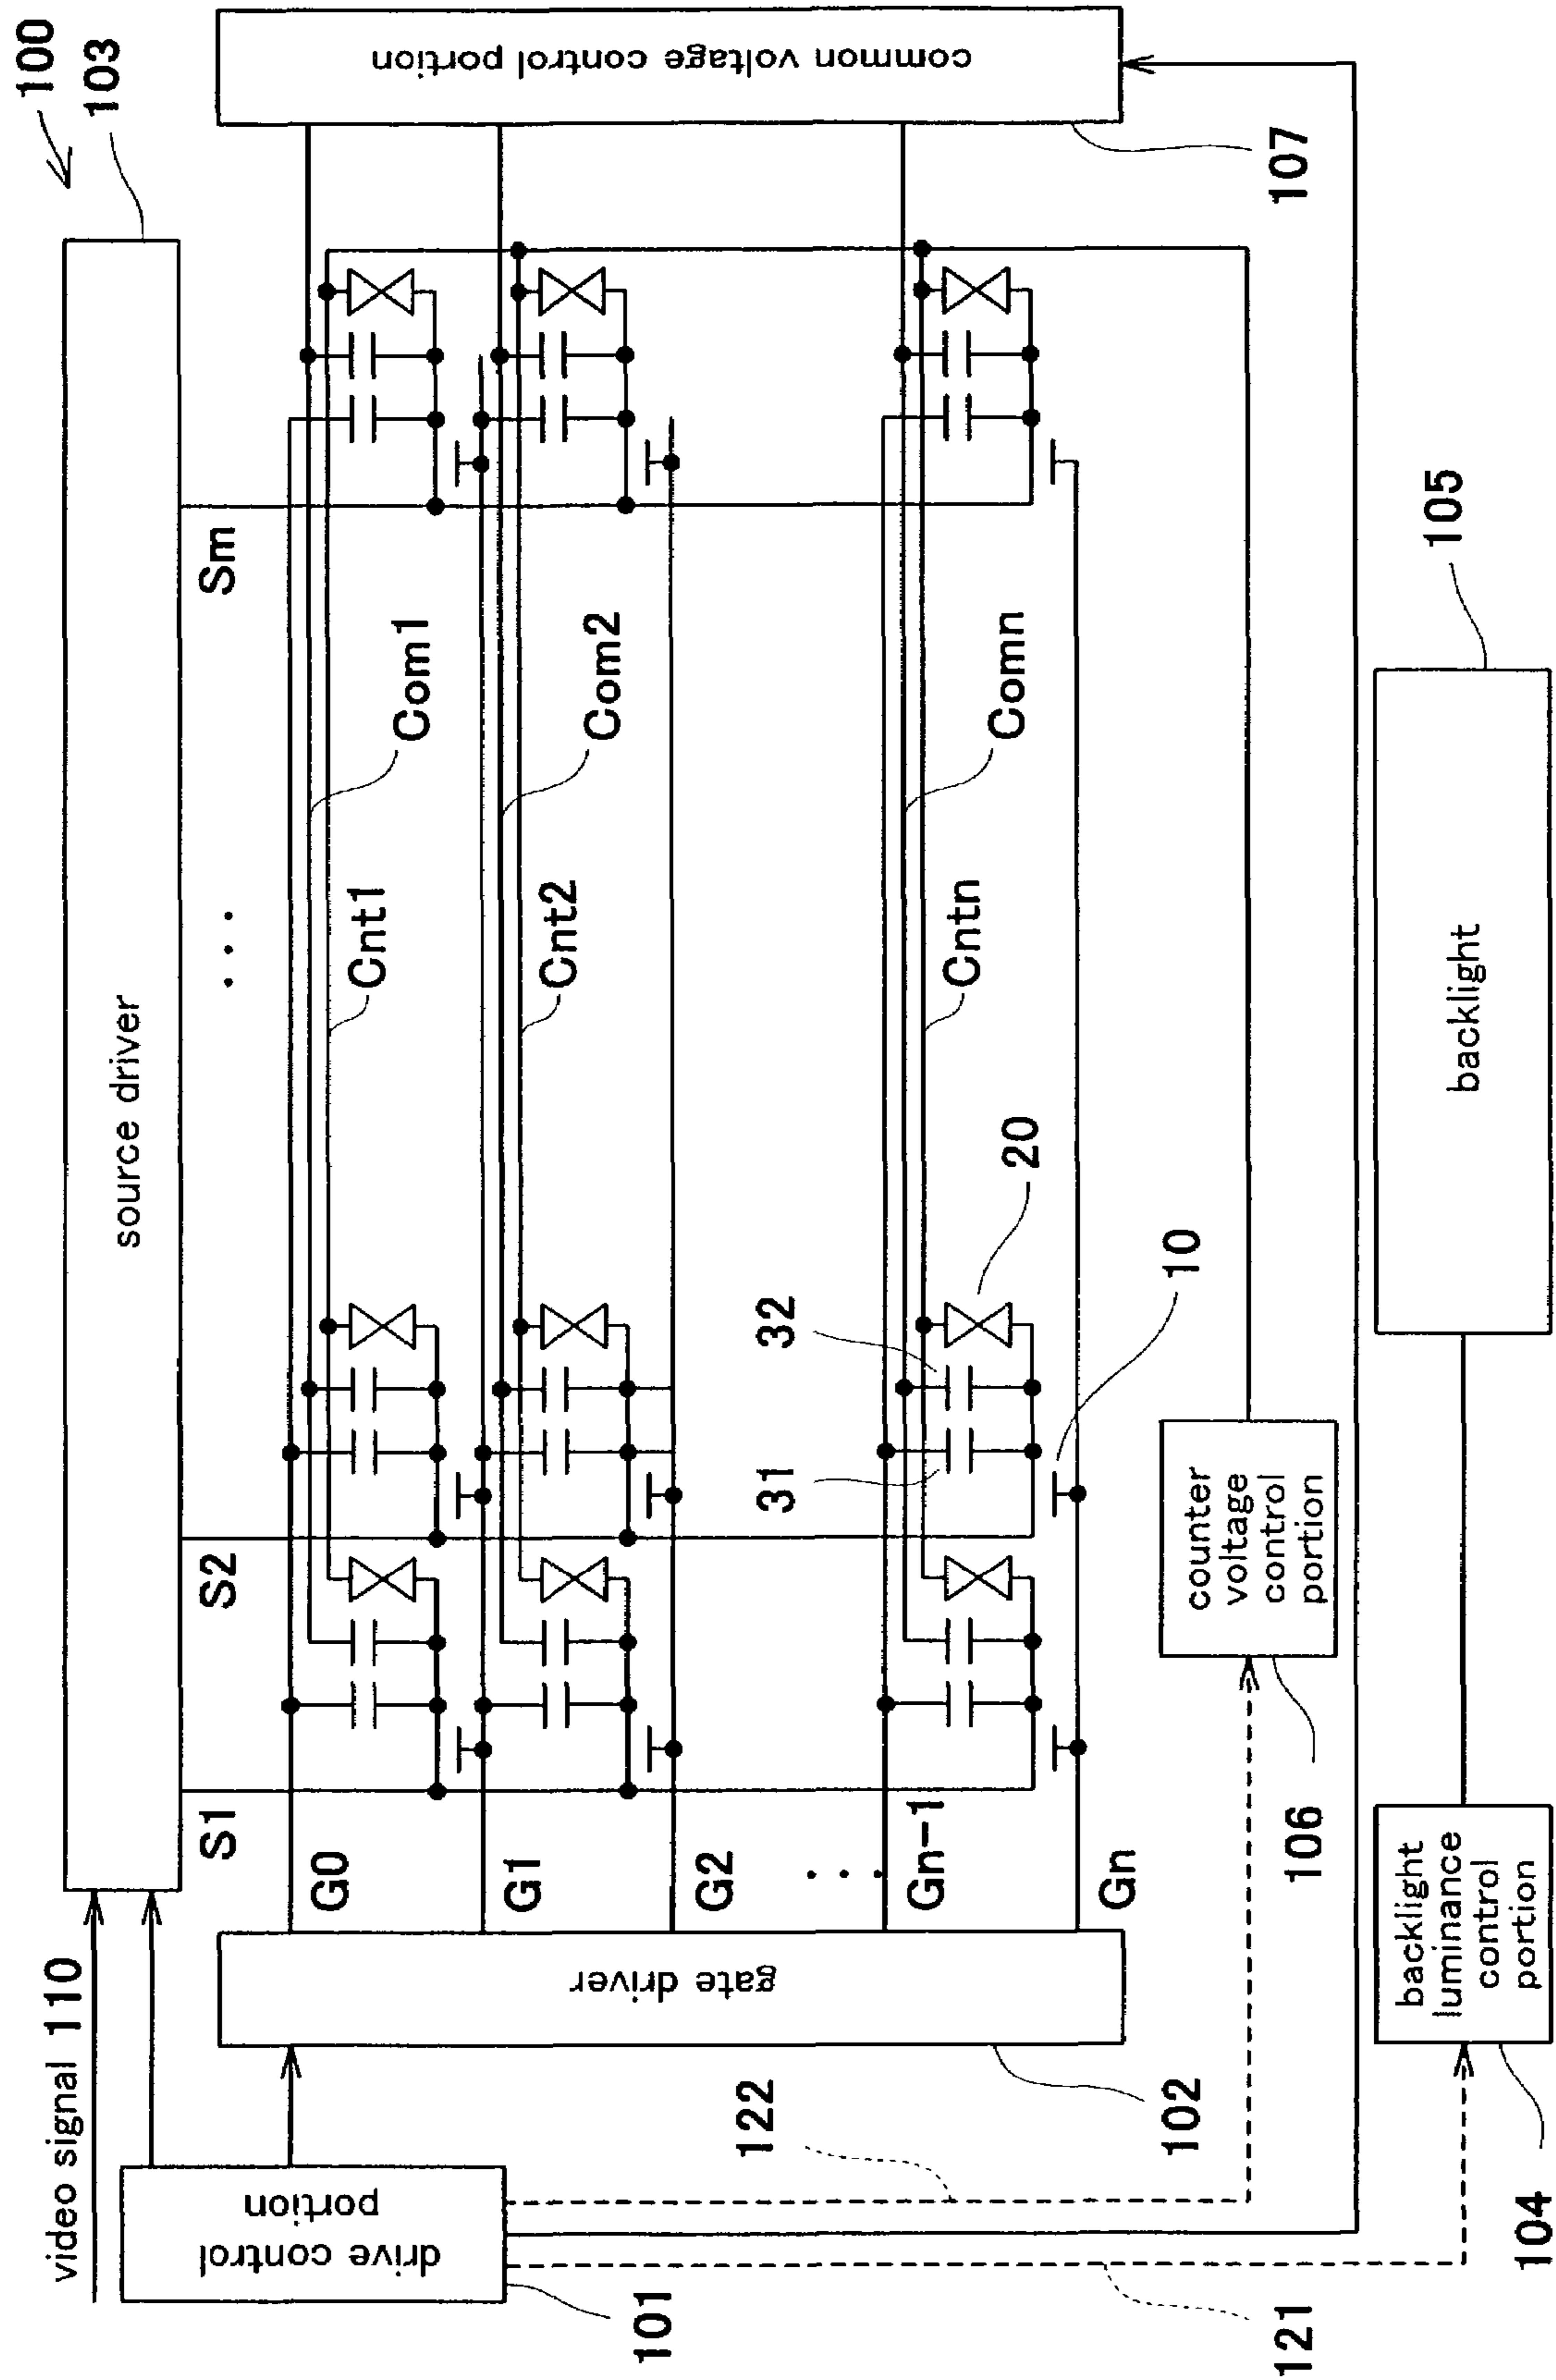 100
103
video signal 110
source driver
drive control
portion
101
gate driver
102
common voltage control portion
107
S1
S2
...
Sm
G0
G1
G2
...
Gn-1
Gn
Cnt1
Com1
Cnt2
Com2
Cntn
Comn
31
32
20
10
122
121
counter
voltage
control
portion
106
backlight
luminance
control
portion
104
backlight
105